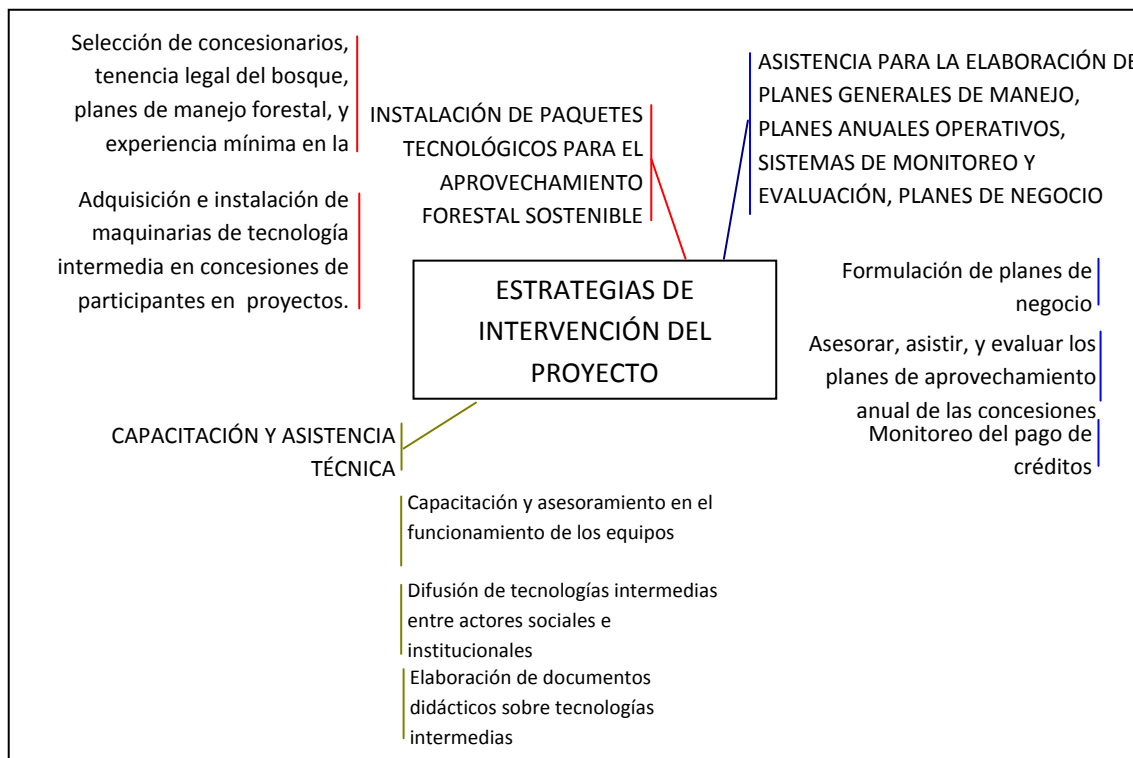 Selección de concesionarios,
tenencia legal del bosque,
planes de manejo forestal, y
experiencia mínima en la
Adquisición e instalación de
maquinarias de tecnología
intermedia en concesiones de
participantes en proyectos.
INSTALACIÓN DE PAQUETES
TECNOLÓGICOS PARA EL
APROVECHAMIENTO
FORESTAL SOSTENIBLE
ASISTENCIA PARA LA ELABORACIÓN DE
PLANES GENERALES DE MANEJO,
PLANES ANUALES OPERATIVOS,
SISTEMAS DE MONITOREO Y
EVALUACIÓN, PLANES DE NEGOCIO
ESTRATEGIAS DE
INTERVENCIÓN DEL
PROYECTO
Formulación de planes de
negocio
Asesorar, asistir, y evaluar los
planes de aprovechamiento
anual de las concesiones
Monitoreo del pago de
créditos
CAPACITACIÓN Y ASISTENCIA
TÉCNICA
Capacitación y asesoramiento en el
funcionamiento de los equipos
Difusión de tecnologías intermedias
entre actores sociales e
institucionales
Elaboración de documentos
didácticos sobre tecnologías
intermedias